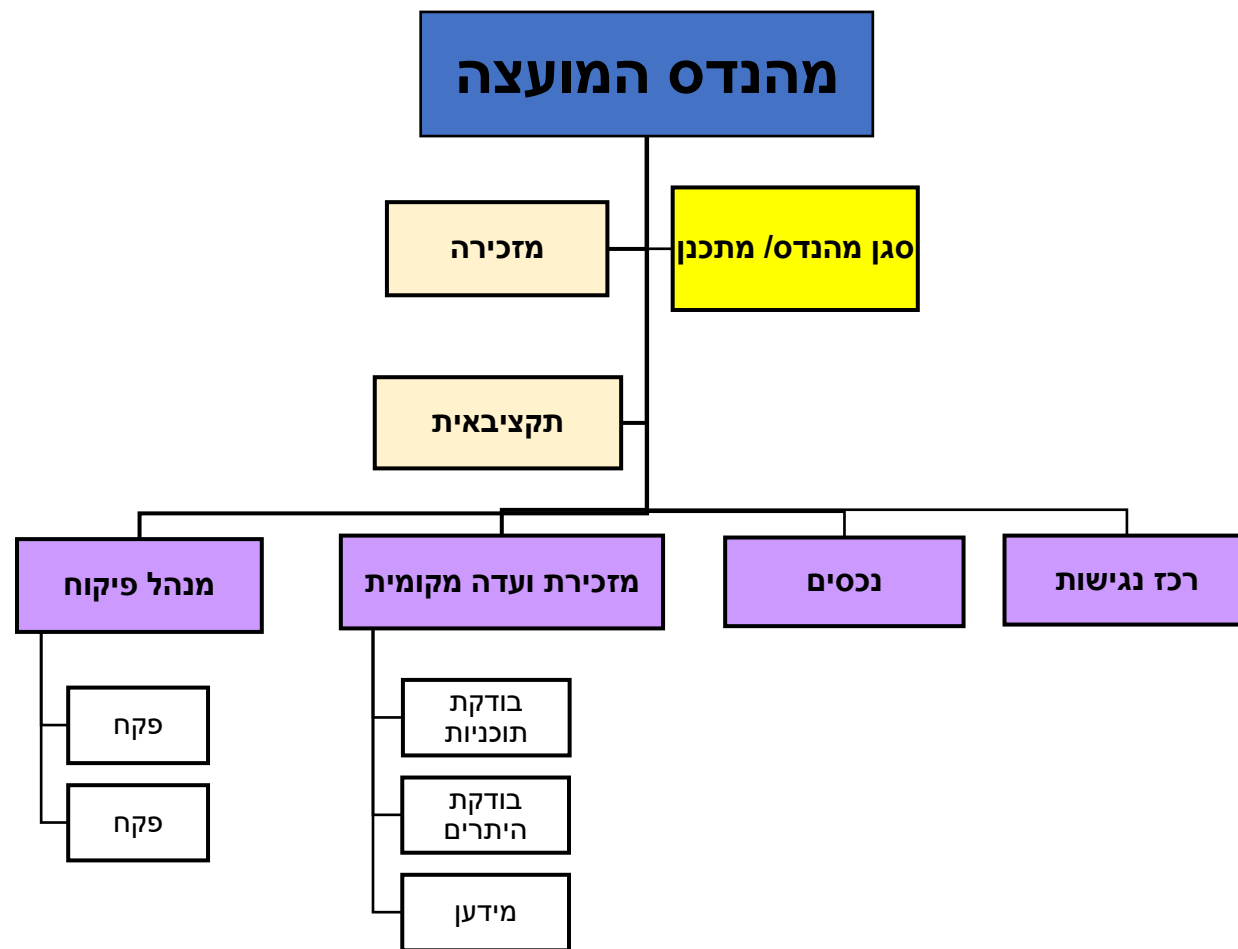 מהנדס המועצה
סגן מהנדס/ מתכנן
מזכירה
תקציבאית
רכז נגישות
נכסים
מזכירת ועדה מקומית
מנהל פיקוח
בודקת
תוכניות
בודקת
היתרים
מידען
פקח
פקח